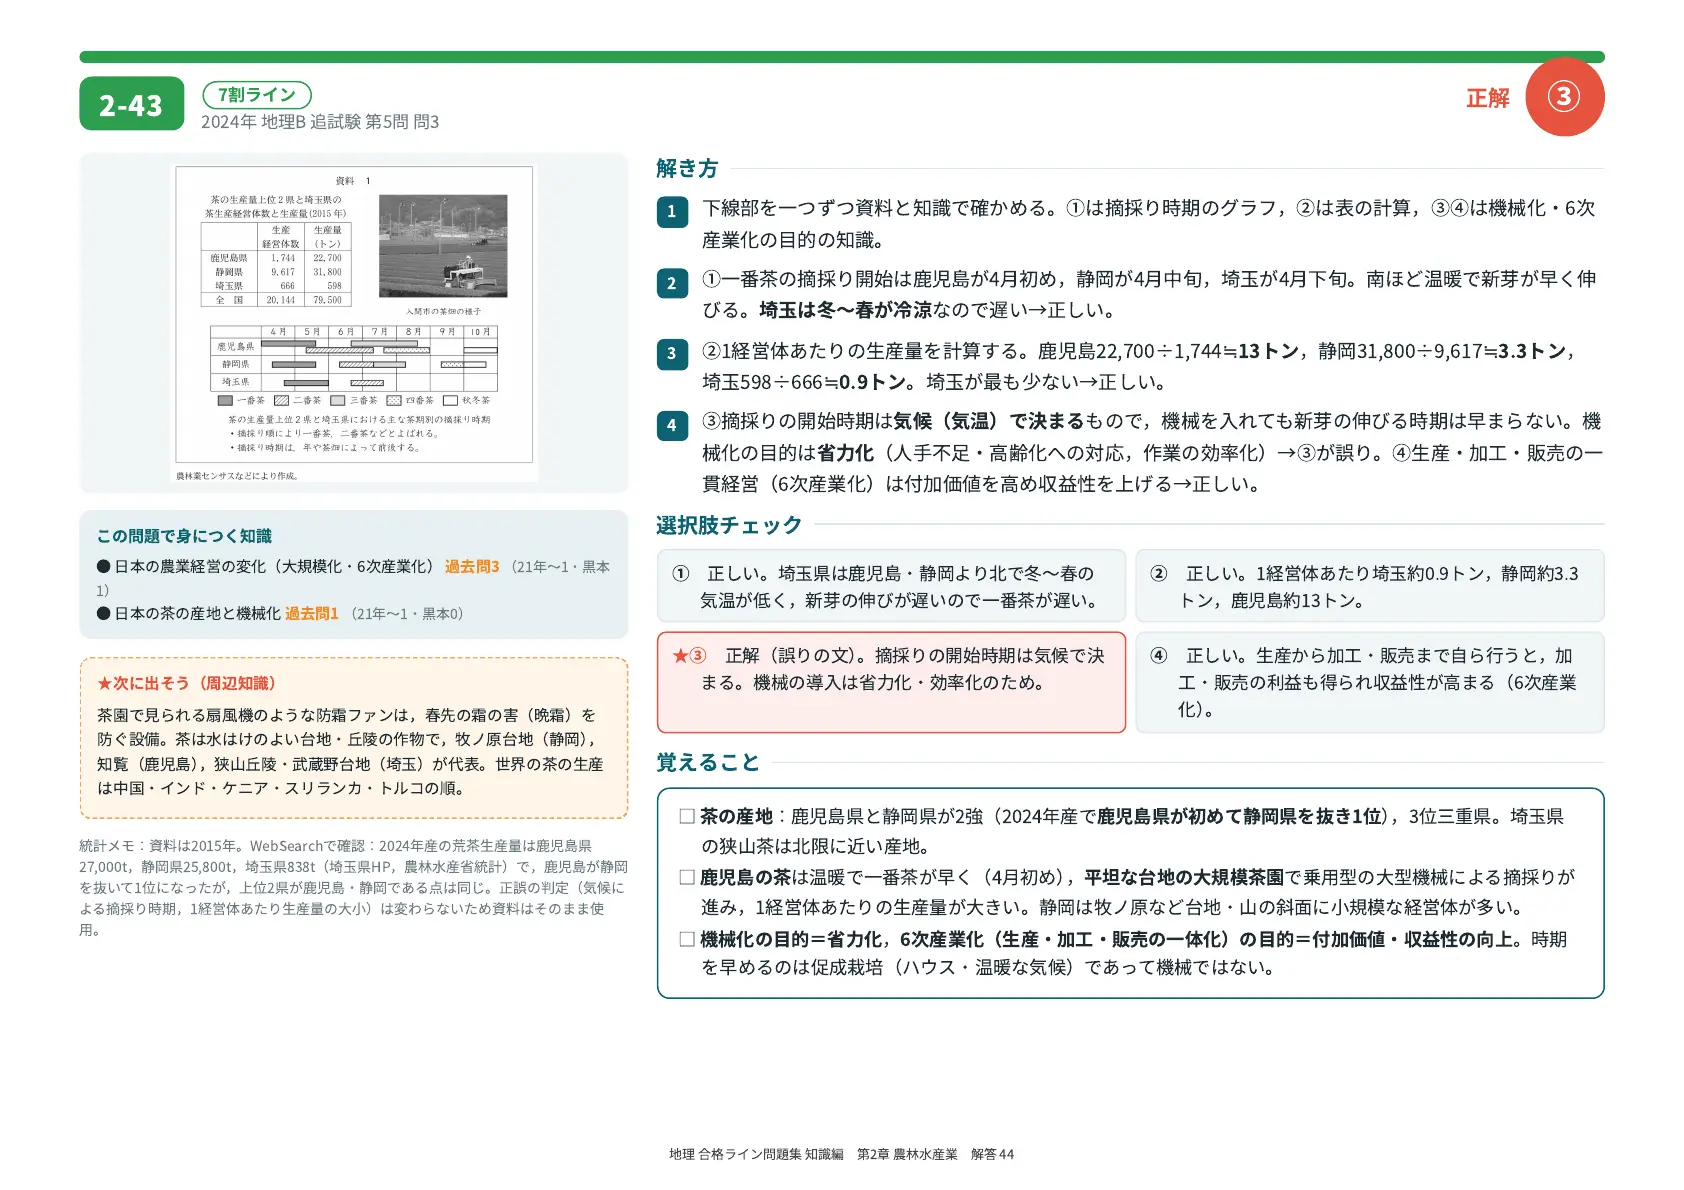 2-43
7割ライン
2024年 地理B 追試験 第5問 問3
正解 ③
資料 1
茶の生産量上位2県と埼玉県の
茶生産経営体数と生産量(2015年)
生産 生産量
経営体数 (トン)
鹿児島県 1,744 22,700
静岡県 9,617 31,800
埼玉県 666 598
全 国 20,144 79,500
入間市の茶畑の様子
4月 5月 6月 7月 8月 9月 10月
鹿児島県
静岡県
埼玉県
一番茶 二番茶 三番茶 四番茶 秋冬茶
茶の生産量上位2県と埼玉県における主な茶期別の摘採り時期
・摘採り順により一番茶,二番茶などとよばれる。
・摘採り時期は,年や茶畑によって前後する。
農林業センサスなどにより作成。
この問題で身につく知識
● 日本の農業経営の変化（大規模化・6次産業化） 過去問3 （21年〜1・黒本
1）
● 日本の茶の産地と機械化 過去問1 （21年〜1・黒本0）
★次に出そう（周辺知識）
茶園で見られる扇風機のような防霜ファンは，春先の霜の害（晩霜）を
防ぐ設備。茶は水はけのよい台地・丘陵の作物で，牧ノ原台地（静岡），
知覧（鹿児島），狭山丘陵・武蔵野台地（埼玉）が代表。世界の茶の生産
は中国・インド・ケニア・スリランカ・トルコの順。
統計メモ：資料は2015年。WebSearchで確認：2024年産の荒茶生産量は鹿児島県
27,000t，静岡県25,800t，埼玉県838t（埼玉県HP，農林水産省統計）で，鹿児島が静岡
を抜いて1位になったが，上位2県が鹿児島・静岡である点は同じ。正誤の判定（気候に
よる摘採り時期，1経営体あたり生産量の大小）は変わらないため資料はそのまま使
用。
解き方
1 下線部を一つずつ資料と知識で確かめる。①は摘採り時期のグラフ，②は表の計算，③④は機械化・6次
産業化の目的の知識。
2 ①一番茶の摘採り開始は鹿児島が4月初め，静岡が4月中旬，埼玉が4月下旬。南ほど温暖で新芽が早く伸
びる。埼玉は冬〜春が冷涼なので遅い→正しい。
3 ②1経営体あたりの生産量を計算する。鹿児島22,700÷1,744≒13トン，静岡31,800÷9,617≒3.3トン，
埼玉598÷666≒0.9トン。埼玉が最も少ない→正しい。
4 ③摘採りの開始時期は気候（気温）で決まるもので，機械を入れても新芽の伸びる時期は早まらない。機
械化の目的は省力化（人手不足・高齢化への対応，作業の効率化）→③が誤り。④生産・加工・販売の一
貫経営（6次産業化）は付加価値を高め収益性を上げる→正しい。
選択肢チェック
① 正しい。埼玉県は鹿児島・静岡より北で冬〜春の
気温が低く，新芽の伸びが遅いので一番茶が遅い。
② 正しい。1経営体あたり埼玉約0.9トン，静岡約3.3
トン，鹿児島約13トン。
★③ 正解（誤りの文）。摘採りの開始時期は気候で決
まる。機械の導入は省力化・効率化のため。
④ 正しい。生産から加工・販売まで自ら行うと，加
工・販売の利益も得られ収益性が高まる（6次産業
化）。
覚えること
□ 茶の産地：鹿児島県と静岡県が2強（2024年産で鹿児島県が初めて静岡県を抜き1位），3位三重県。埼玉県
の狭山茶は北限に近い産地。
□ 鹿児島の茶は温暖で一番茶が早く（4月初め），平坦な台地の大規模茶園で乗用型の大型機械による摘採りが
進み，1経営体あたりの生産量が大きい。静岡は牧ノ原など台地・山の斜面に小規模な経営体が多い。
□ 機械化の目的＝省力化，6次産業化（生産・加工・販売の一体化）の目的＝付加価値・収益性の向上。時期
を早めるのは促成栽培（ハウス・温暖な気候）であって機械ではない。
地理 合格ライン問題集 知識編 第2章 農林水産業 解答 44